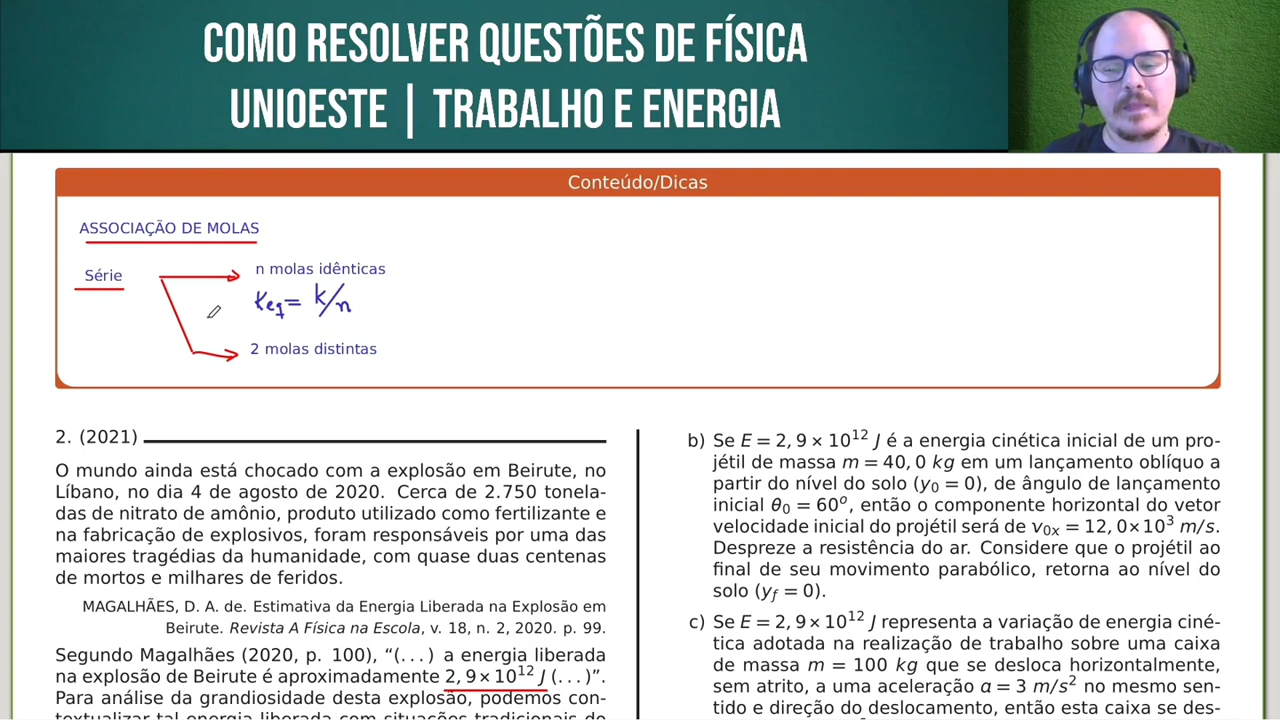 COMO RESOLVER QUESTÕES DE FÍSICA
UNIOESTE | TRABALHO E ENERGIA
Conteúdo/Dicas
ASSOCIAÇÃO DE MOLAS
Série
n molas idênticas
Keq = k/n
2 molas distintas
2. (2021)
O mundo ainda está chocado com a explosão em Beirute, no
Líbano, no dia 4 de agosto de 2020. Cerca de 2.750 tonela-
das de nitrato de amônio, produto utilizado como fertilizante e
na fabricação de explosivos, foram responsáveis por uma das
maiores tragédias da humanidade, com quase duas centenas
de mortos e milhares de feridos.
MAGALHÃES, D. A. de. Estimativa da Energia Liberada na Explosão em
Beirute. Revista A Física na Escola, v. 18, n. 2, 2020. p. 99.
Segundo Magalhães (2020, p. 100), “(...) a energia liberada
na explosão de Beirute é aproximadamente 2, 9 × 10¹² J (...)”.
Para análise da grandiosidade desta explosão, podemos con-
textualizar tal energia liberada com situações tradicionais do
b) Se E = 2, 9 × 10¹² J é a energia cinética inicial de um pro-
jétil de massa m = 40, 0 kg em um lançamento oblíquo a
partir do nível do solo (y₀ = 0), de ângulo de lançamento
inicial θ₀ = 60º, então o componente horizontal do vetor
velocidade inicial do projétil será de v₀ₓ = 12, 0×10³ m/s.
Despreze a resistência do ar. Considere que o projétil ao
final de seu movimento parabólico, retorna ao nível do
solo (y_f = 0).
c) Se E = 2, 9 × 10¹² J representa a variação de energia ciné-
tica adotada na realização de trabalho sobre uma caixa
de massa m = 100 kg que se desloca horizontalmente,
sem atrito, a uma aceleração a = 3 m/s² no mesmo sen-
tido e direção do deslocamento, então esta caixa se des-